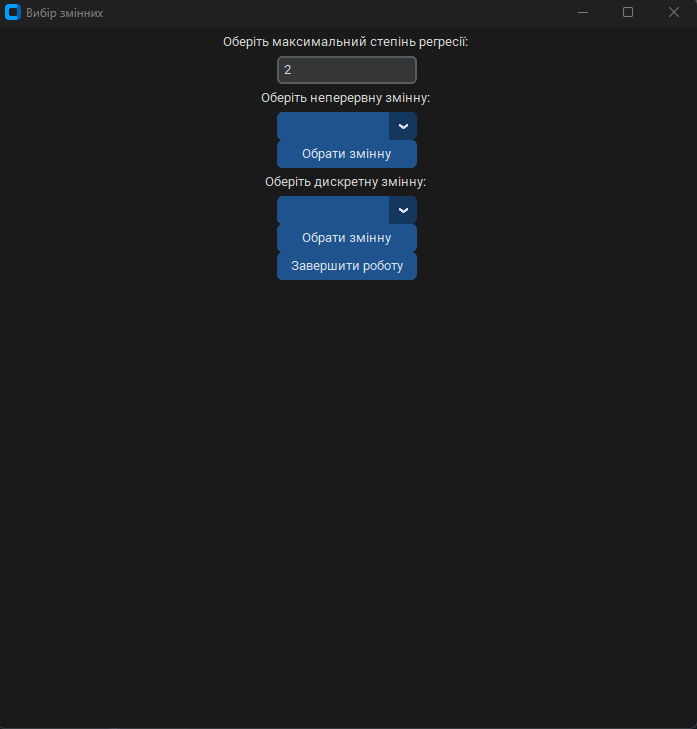 Вибір змінних
Оберіть максимальний степінь регресії:
2
Оберіть неперервну змінну:
Обрати змінну
Оберіть дискретну змінну:
Обрати змінну
Завершити роботу